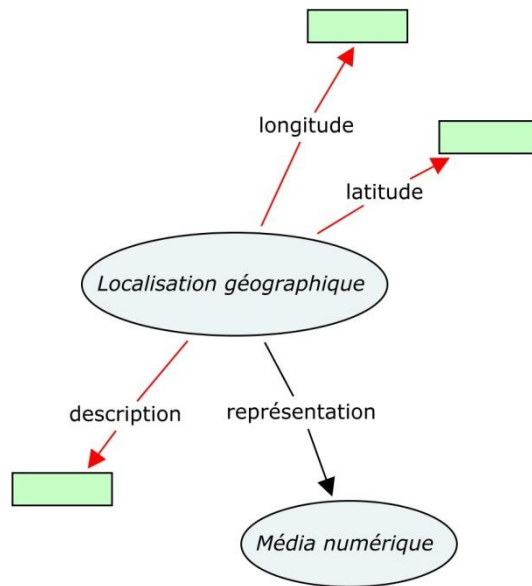 longitude
latitude
Localisation géographique
description
représentation
Média numérique